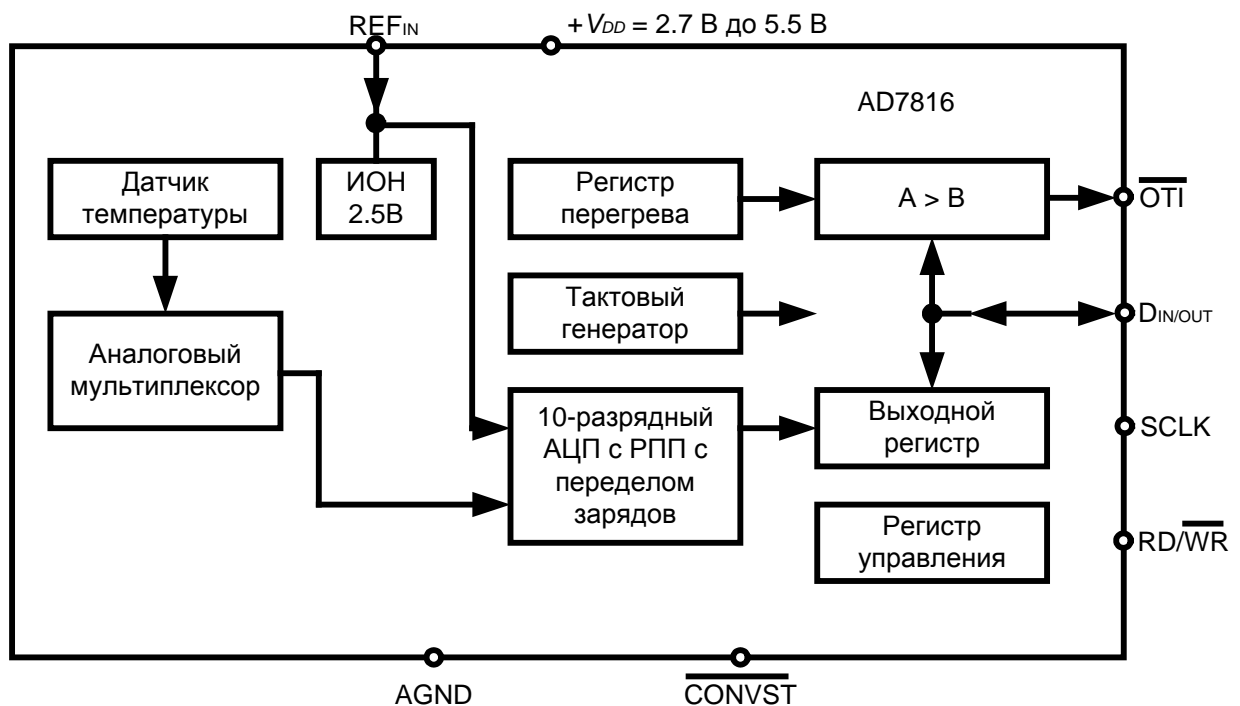 REFIN
+VDD = 2.7 В до 5.5 В
AD7816
Датчик
температуры
ИОН
2.5В
Регистр
перегрева
A > B
OTI
Тактовый
генератор
DIN/OUT
Аналоговый
мультиплексор
10-разрядный
АЦП с РПП с
переделом
зарядов
Выходной
регистр
SCLK
Регистр
управления
RD/WR
AGND
CONVST